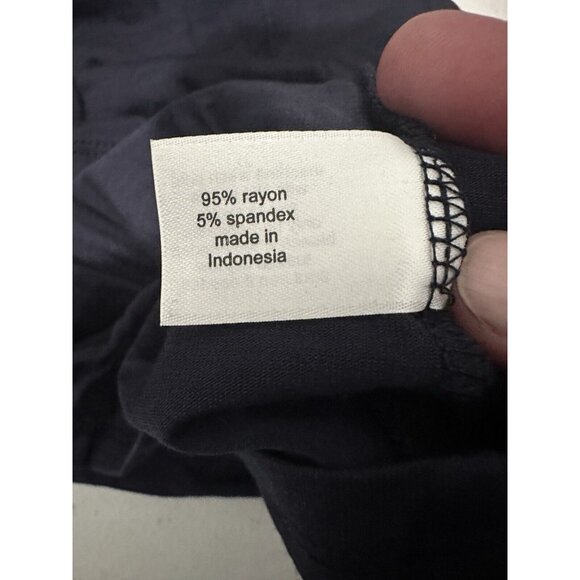 95% rayon
5% spandex
made in
Indonesia